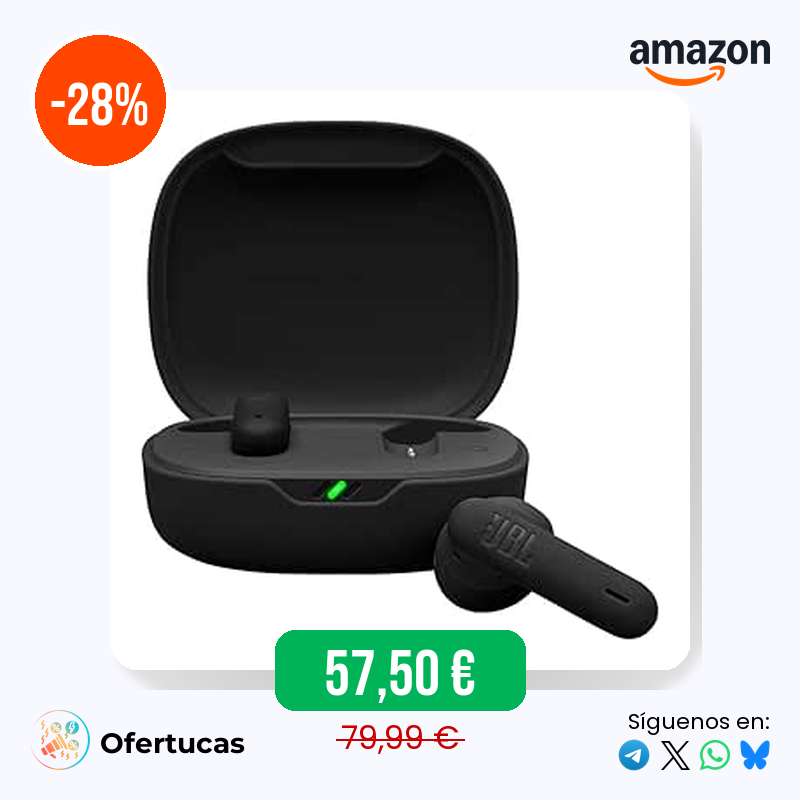 -28%
amazon
JBL
57,50 €
79,99 €
Ofertucas
Síguenos en: